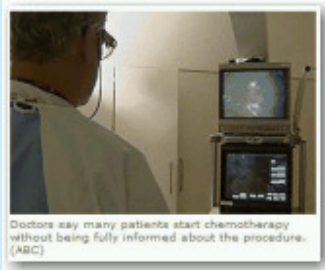 Doctors say many patients start chemotherapy
without being fully informed about the procedure.
(ABC)